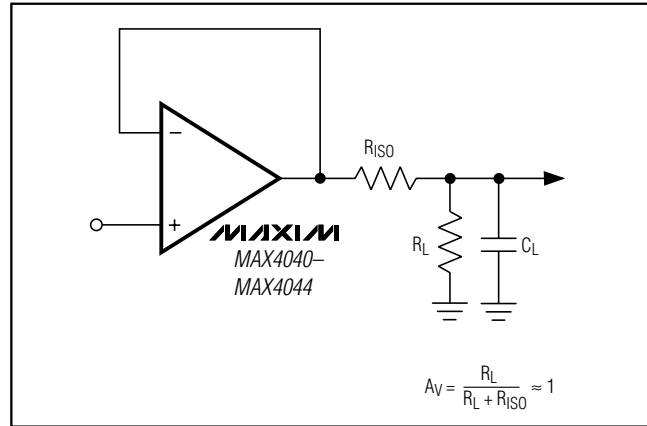 −
+
RISO
MAXIM
MAX4040–
MAX4044
RL
CL
AV = RL / (RL + RISO) ≈ 1